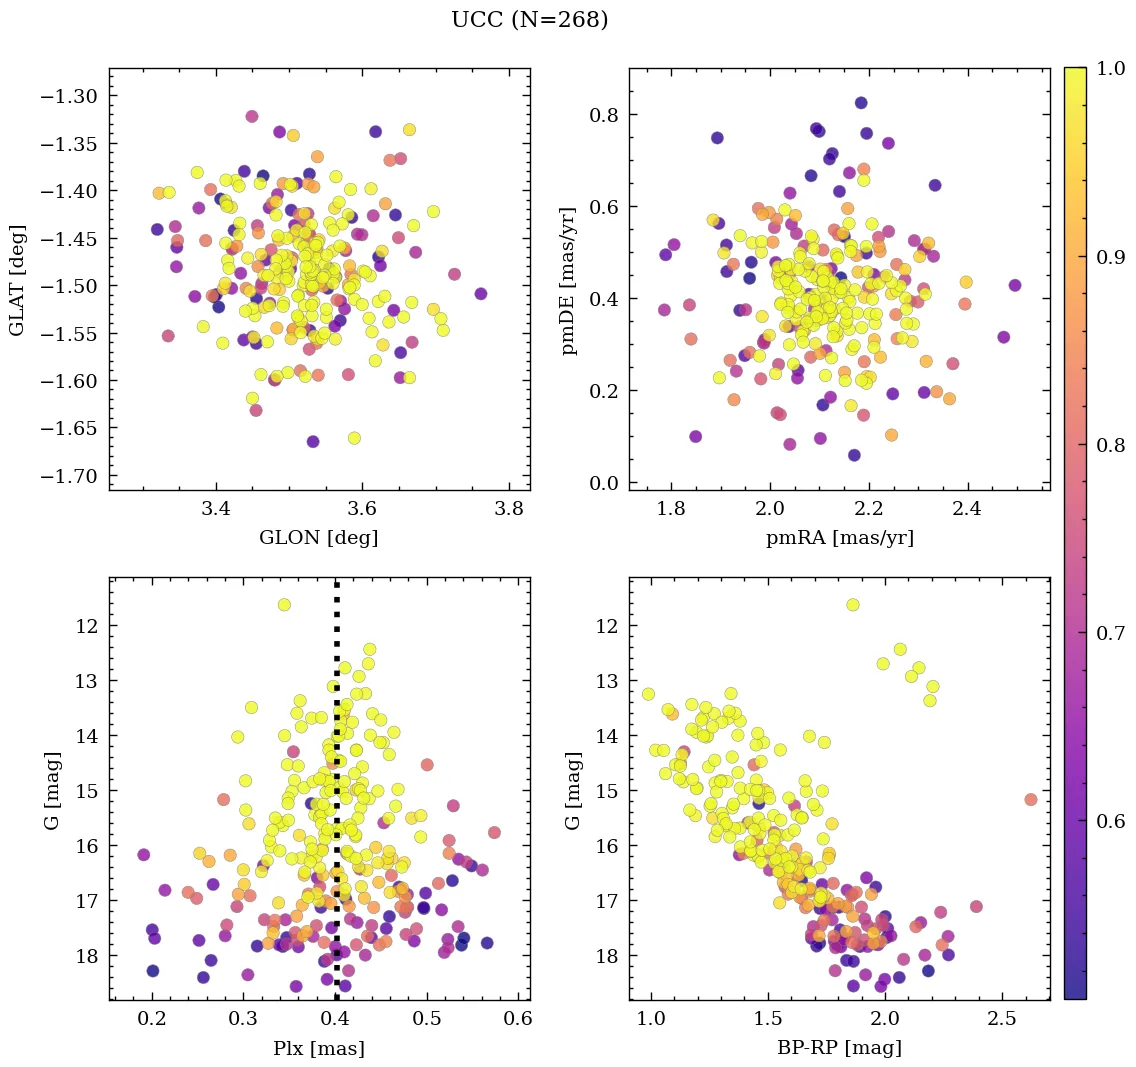 UCC (N=268)
−1.30
−1.35
−1.40
−1.45
−1.50
−1.55
−1.60
−1.65
−1.70
GLAT [deg]
3.4 3.6 3.8
GLON [deg]
0.8
0.6
0.4
0.2
0.0
pmDE [mas/yr]
1.8 2.0 2.2 2.4
pmRA [mas/yr]
1.0
0.9
0.8
0.7
0.6
12
13
14
15
16
17
18
G [mag]
0.2 0.3 0.4 0.5 0.6
Plx [mas]
12
13
14
15
16
17
18
G [mag]
1.0 1.5 2.0 2.5
BP-RP [mag]